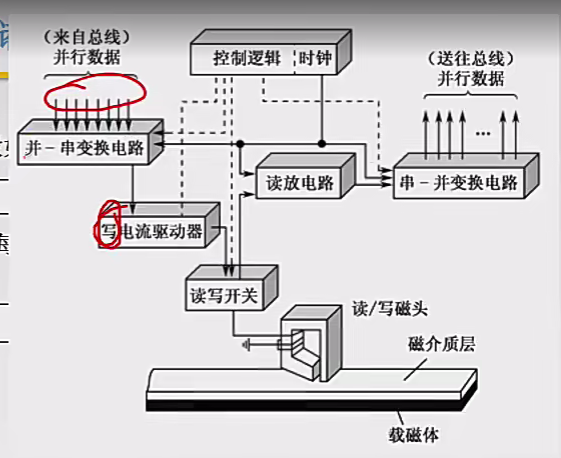 （来自总线）
并行数据
控制逻辑 时钟
（送往总线）
并行数据
并－串变换电路
读放电路
串－并变换电路
写电流驱动器
读写开关
读/写磁头
磁介质层
载磁体